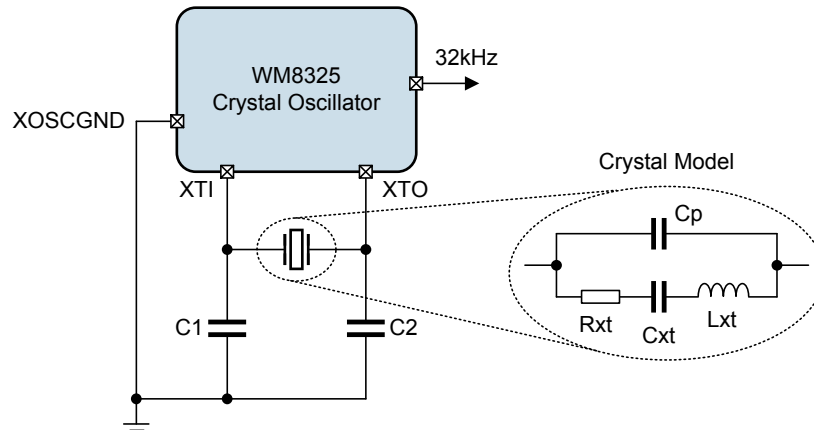 32kHz
WM8325
Crystal Oscillator
XOSCGND
XTI
XTO
Crystal Model
Cp
C1
C2
Rxt
Cxt
Lxt